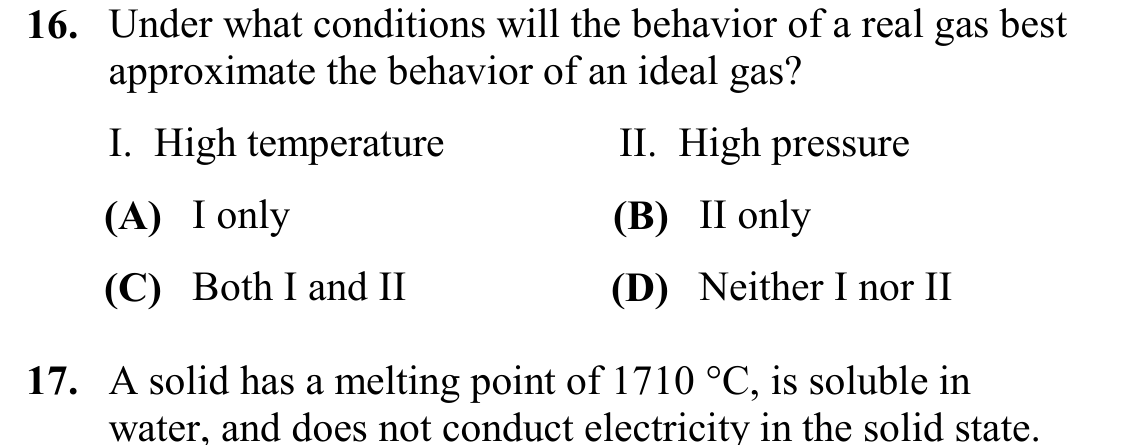 16. Under what conditions will the behavior of a real gas best
approximate the behavior of an ideal gas?
I. High temperature II. High pressure
(A) I only (B) II only
(C) Both I and II (D) Neither I nor II
17. A solid has a melting point of 1710 °C, is soluble in
water, and does not conduct electricity in the solid state.